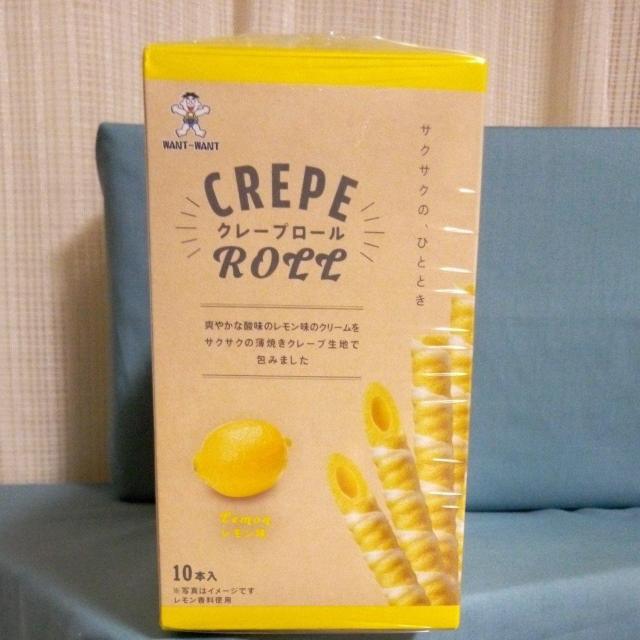 WANT-WANT
CREPE
クレープロール
ROLL
サクサクの、ひととき
爽やかな酸味のレモン味のクリームを
サクサクの薄焼きクレープ生地で
包みました
Lemon
レモン味
10本入
※写真はイメージです
レモン香料使用